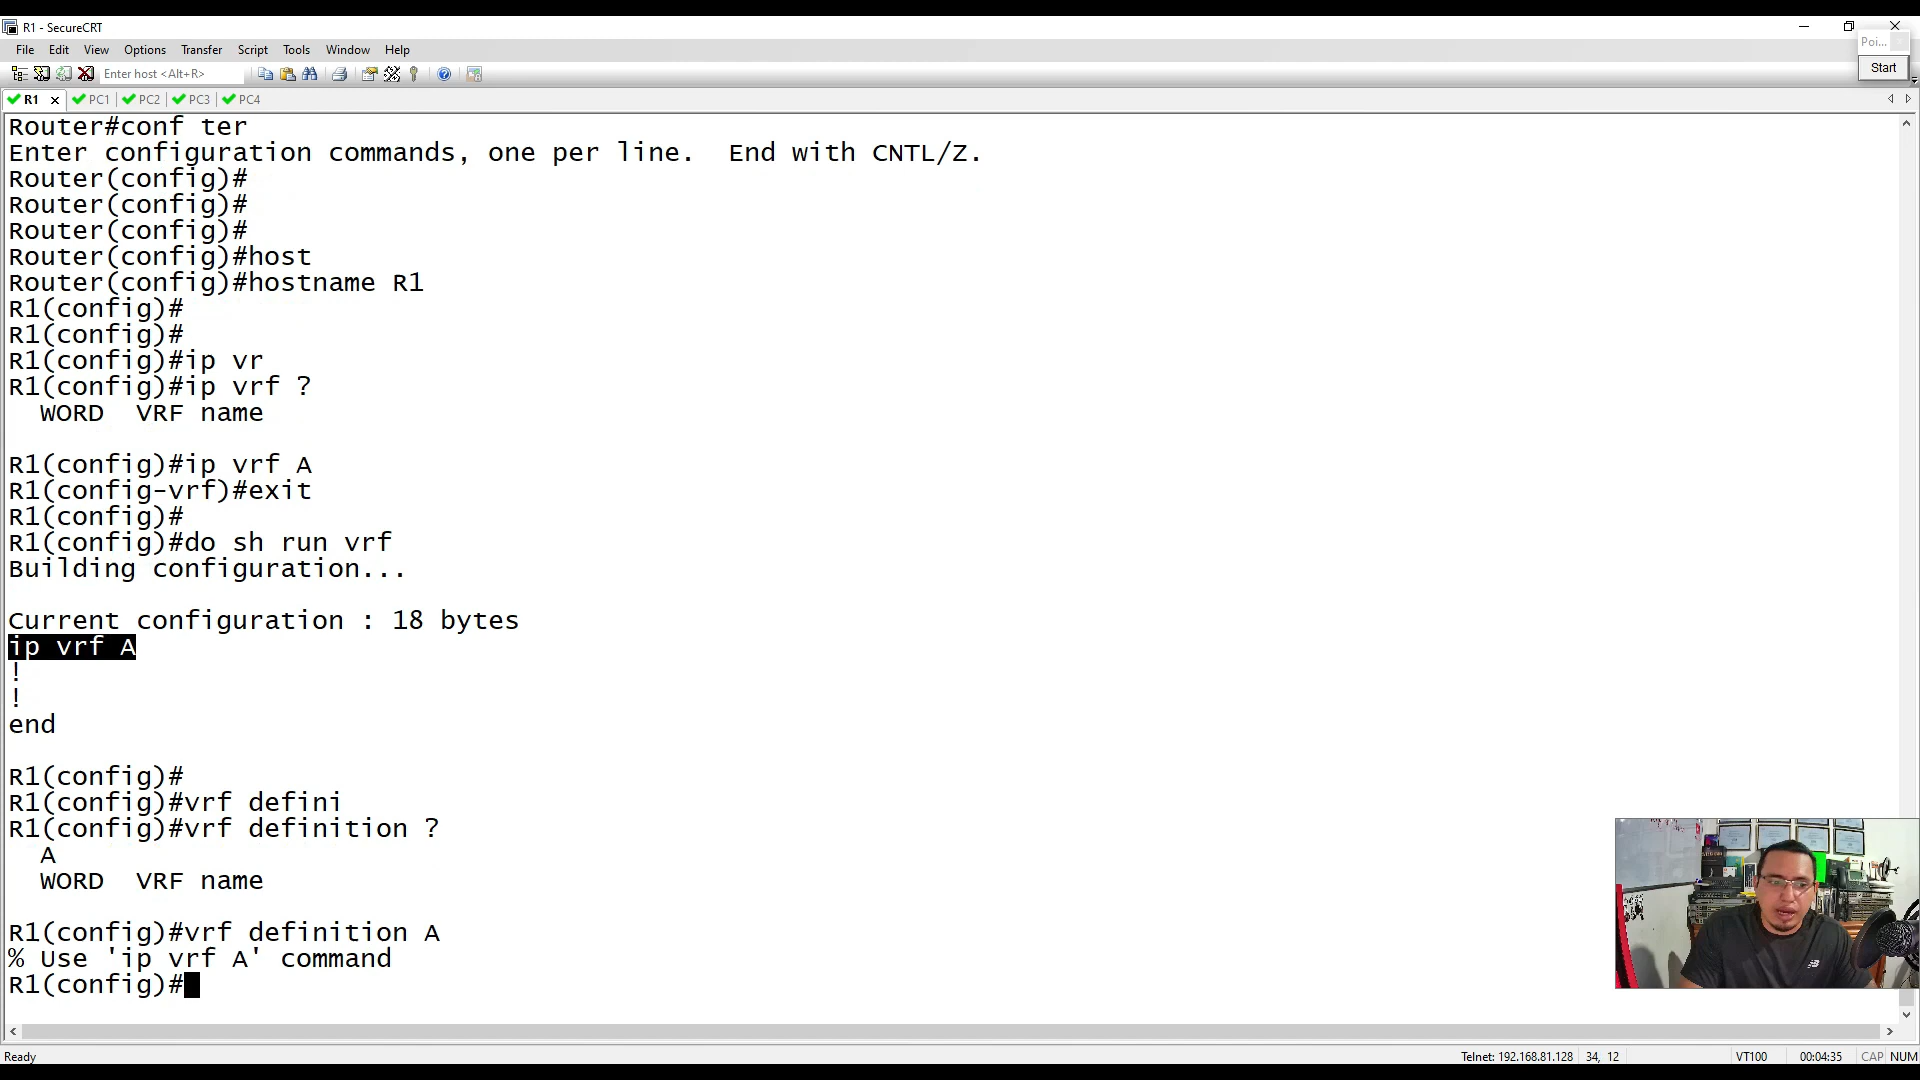 R1 - SecureCRT
File Edit View Options Transfer Script Tools Window Help
Poi...
Start
Enter host <Alt+R>
R1 PC1 PC2 PC3 PC4
Router#conf ter
Enter configuration commands, one per line.  End with CNTL/Z.
Router(config)#
Router(config)#
Router(config)#
Router(config)#host
Router(config)#hostname R1
R1(config)#
R1(config)#
R1(config)#ip vr
R1(config)#ip vrf ?
  WORD  VRF name
R1(config)#ip vrf A
R1(config-vrf)#exit
R1(config)#
R1(config)#do sh run vrf
Building configuration...
Current configuration : 18 bytes
ip vrf A
!
!
end
R1(config)#
R1(config)#vrf defini
R1(config)#vrf definition ?
  A
  WORD  VRF name
R1(config)#vrf definition A
% Use 'ip vrf A' command
R1(config)#
Ready Telnet: 192.168.81.128 34, 12 VT100 00:04:35 CAP NUM